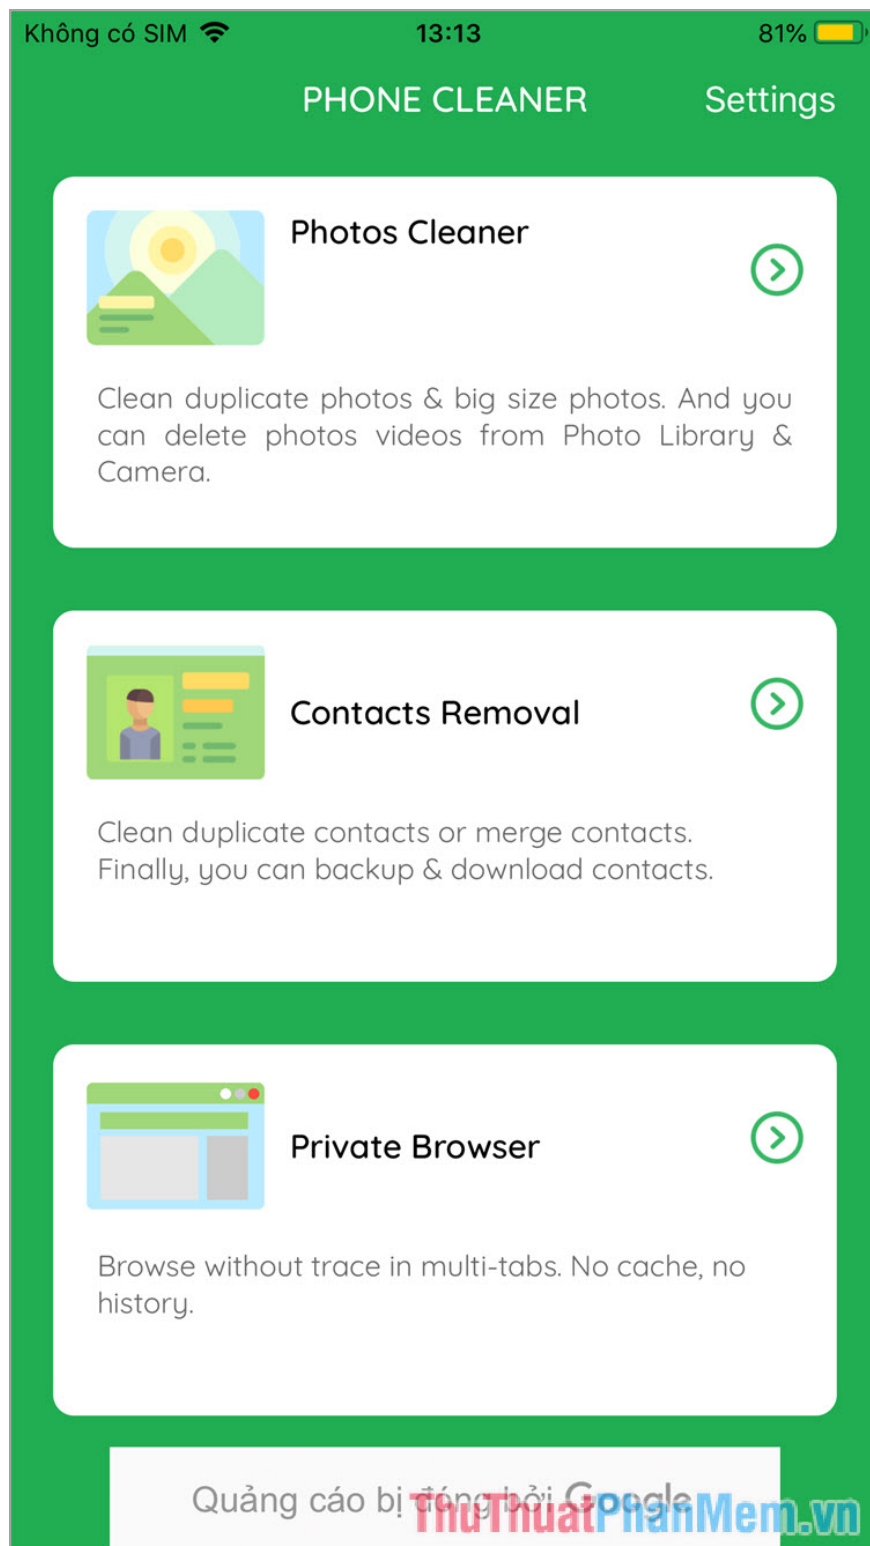 Không có SIM 13:13 81%
PHONE CLEANER Settings
Photos Cleaner
Clean duplicate photos & big size photos. And you
can delete photos videos from Photo Library &
Camera.
Contacts Removal
Clean duplicate contacts or merge contacts.
Finally, you can backup & download contacts.
Private Browser
Browse without trace in multi-tabs. No cache, no
history.
Quảng cáo bị đóng bởi Google
ThuThuatPhanMem.vn